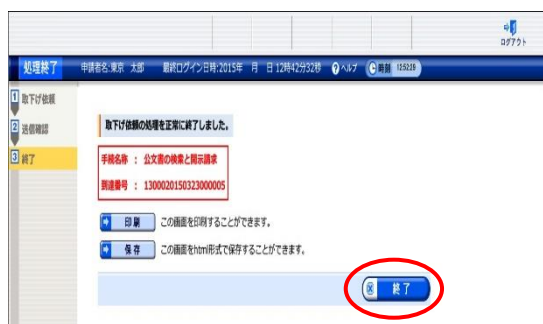 ログアウト
処理終了 申請者名:東京 太郎 最終ログイン日時:2015年 月 日 12時42分32秒 ?ヘルプ 時刻 12:52:39
1 取下げ依頼
2 送信確認
3 終了
取下げ依頼の処理を正常に終了しました。
手続名称 : 公文書の検索と開示請求
到達番号 : 1300020150323000005
印刷 この画面を印刷することができます。
保存 この画面をhtml形式で保存することができます。
終了